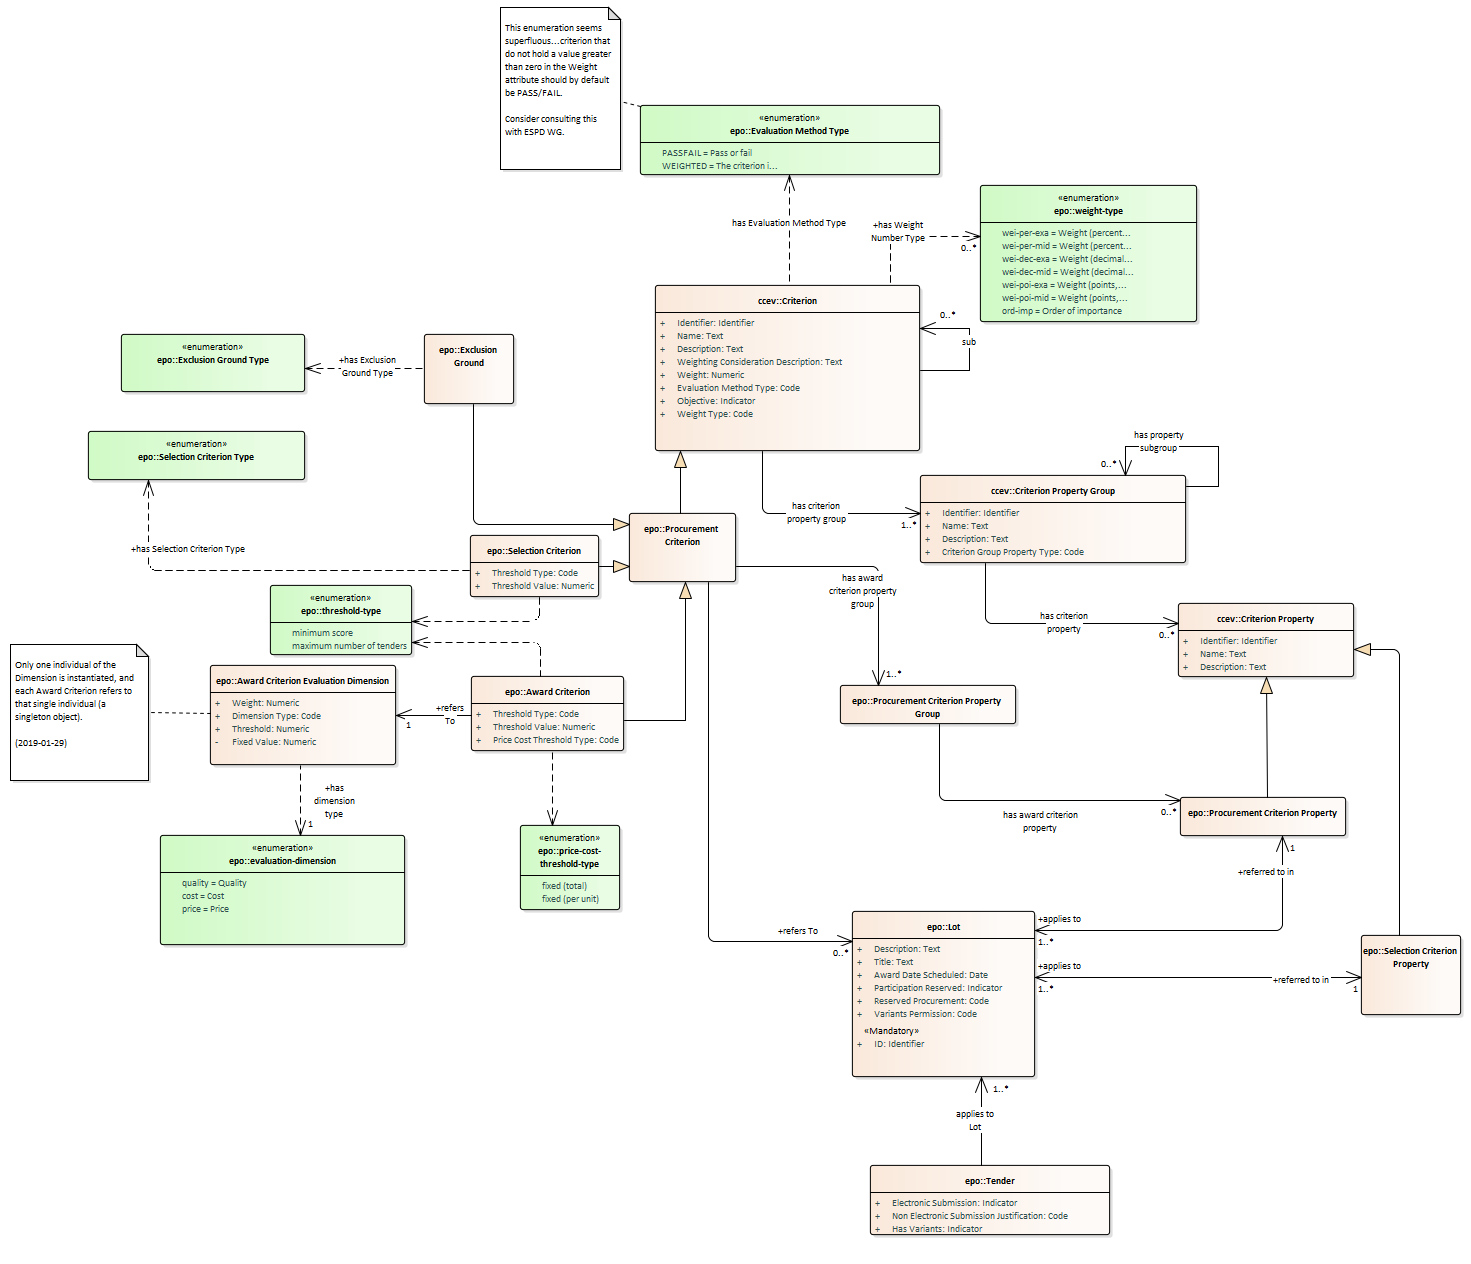 This enumeration seems
superfluous...criterion that
do not hold a value greater
than zero in the Weight
attribute should by default
be PASS/FAIL.
Consider consulting this
with ESPD WG.
«enumeration»
epo::Evaluation Method Type
PASSFAIL = Pass or fail
WEIGHTED = The criterion i...
has Evaluation Method Type
+has Weight
Number Type
0..*
«enumeration»
epo::weight-type
wei-per-exa = Weight (percent...
wei-per-mid = Weight (percent...
wei-dec-exa = Weight (decimal...
wei-dec-mid = Weight (decimal...
wei-poi-exa = Weight (points,...
wei-poi-mid = Weight (points,...
ord-imp = Order of importance
ccev::Criterion
+ Identifier: Identifier
+ Name: Text
+ Description: Text
+ Weighting Consideration Description: Text
+ Weight: Numeric
+ Evaluation Method Type: Code
+ Objective: Indicator
+ Weight Type: Code
0..*
sub
«enumeration»
epo::Exclusion Ground Type
+has Exclusion
Ground Type
epo::Exclusion
Ground
«enumeration»
epo::Selection Criterion Type
+has Selection Criterion Type
has property
subgroup
0..*
ccev::Criterion Property Group
+ Identifier: Identifier
+ Name: Text
+ Description: Text
+ Criterion Group Property Type: Code
has criterion
property group
1..*
epo::Procurement
Criterion
epo::Selection Criterion
+ Threshold Type: Code
+ Threshold Value: Numeric
«enumeration»
epo::threshold-type
minimum score
maximum number of tenders
has award
criterion property
group
1..*
has criterion
property
0..*
ccev::Criterion Property
+ Identifier: Identifier
+ Name: Text
+ Description: Text
Only one individual of the
Dimension is instantiated, and
each Award Criterion refers to
that single individual (a
singleton object).
(2019-01-29)
epo::Award Criterion Evaluation Dimension
+ Weight: Numeric
+ Dimension Type: Code
+ Threshold: Numeric
- Fixed Value: Numeric
+refers
To
1
epo::Award Criterion
+ Threshold Type: Code
+ Threshold Value: Numeric
+ Price Cost Threshold Type: Code
epo::Procurement Criterion Property
Group
+has
dimension
type
1
«enumeration»
epo::evaluation-dimension
quality = Quality
cost = Cost
price = Price
«enumeration»
epo::price-cost-
threshold-type
fixed (total)
fixed (per unit)
has award criterion
property
0..*
epo::Procurement Criterion Property
1
+referred to in
+refers To
0..*
epo::Lot
+ Description: Text
+ Title: Text
+ Award Date Scheduled: Date
+ Participation Reserved: Indicator
+ Reserved Procurement: Code
+ Variants Permission: Code
«Mandatory»
+ ID: Identifier
+applies to
1..*
+applies to
1..*
+referred to in
1
epo::Selection Criterion
Property
1..*
applies to
Lot
epo::Tender
+ Electronic Submission: Indicator
+ Non Electronic Submission Justification: Code
+ Has Variants: Indicator